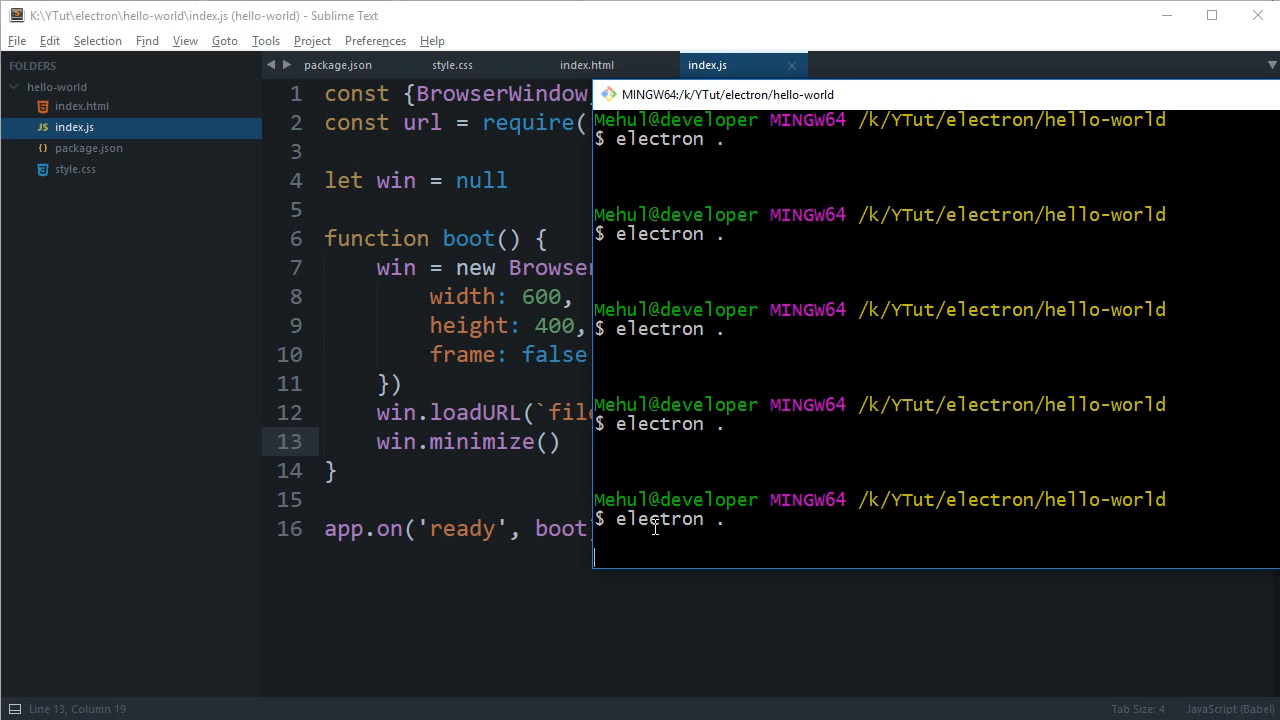 K:\YTut\electron\hello-world\index.js (hello-world) - Sublime Text
File Edit Selection Find View Goto Tools Project Preferences Help
FOLDERS
hello-world
index.html
JS index.js
package.json
style.css
package.json style.css index.html index.js
1 const {BrowserWindow
2 const url = require(
3
4 let win = null
5
6 function boot() {
7 win = new Browser
8 width: 600,
9 height: 400,
10 frame: false
11 })
12 win.loadURL(`file
13 win.minimize()
14 }
15
16 app.on('ready', boot
MINGW64:/k/YTut/electron/hello-world
Mehul@developer MINGW64 /k/YTut/electron/hello-world
$ electron .
Mehul@developer MINGW64 /k/YTut/electron/hello-world
$ electron .
Mehul@developer MINGW64 /k/YTut/electron/hello-world
$ electron .
Mehul@developer MINGW64 /k/YTut/electron/hello-world
$ electron .
Mehul@developer MINGW64 /k/YTut/electron/hello-world
$ electron .
Line 13, Column 19 Tab Size: 4 JavaScript (Babel)